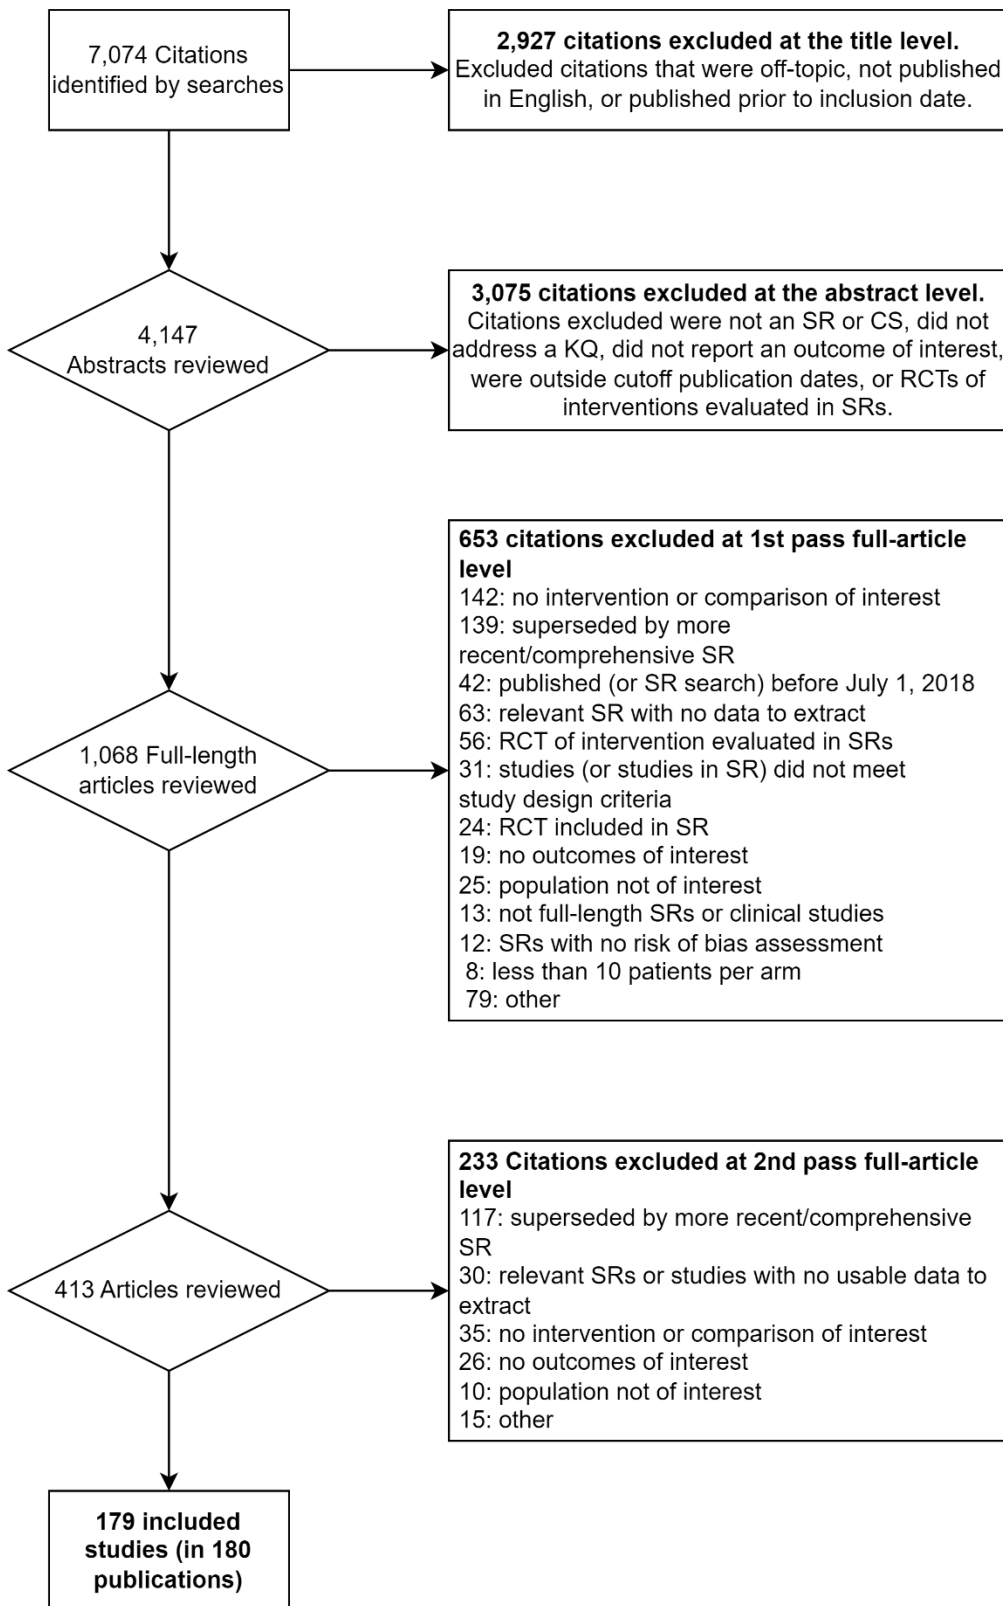 7,074 Citations
identified by searches
2,927 citations excluded at the title level.
Excluded citations that were off-topic, not published
in English, or published prior to inclusion date.
4,147
Abstracts reviewed
3,075 citations excluded at the abstract level.
Citations excluded were not an SR or CS, did not
address a KQ, did not report an outcome of interest,
were outside cutoff publication dates, or RCTs of
interventions evaluated in SRs.
1,068 Full-length
articles reviewed
653 citations excluded at 1st pass full-article
level
142: no intervention or comparison of interest
139: superseded by more
recent/comprehensive SR
42: published (or SR search) before July 1, 2018
63: relevant SR with no data to extract
56: RCT of intervention evaluated in SRs
31: studies (or studies in SR) did not meet
study design criteria
24: RCT included in SR
19: no outcomes of interest
25: population not of interest
13: not full-length SRs or clinical studies
12: SRs with no risk of bias assessment
8: less than 10 patients per arm
79: other
413 Articles reviewed
233 Citations excluded at 2nd pass full-article
level
117: superseded by more recent/comprehensive
SR
30: relevant SRs or studies with no usable data to
extract
35: no intervention or comparison of interest
26: no outcomes of interest
10: population not of interest
15: other
179 included
studies (in 180
publications)